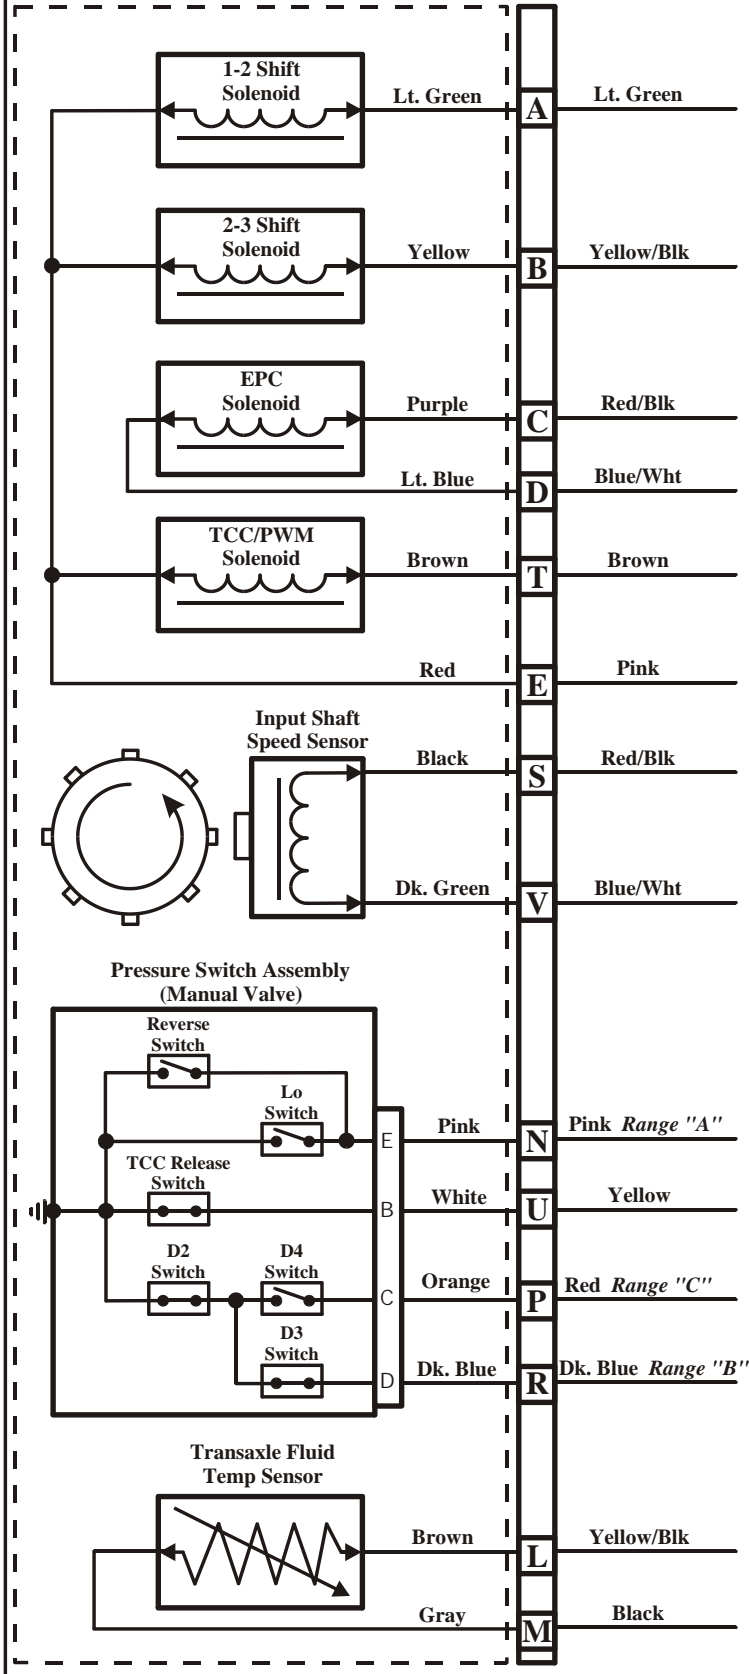 1-2 Shift
Solenoid
Lt. Green
A
Lt. Green
2-3 Shift
Solenoid
Yellow
B
Yellow/Blk
EPC
Solenoid
Purple
C
Red/Blk
Lt. Blue
D
Blue/Wht
TCC/PWM
Solenoid
Brown
T
Brown
Red
E
Pink
Input Shaft
Speed Sensor
Black
S
Red/Blk
Dk. Green
V
Blue/Wht
Pressure Switch Assembly
(Manual Valve)
Reverse
Switch
Lo
Switch
E
Pink
N
Pink Range "A"
TCC Release
Switch
B
White
U
Yellow
D2
Switch
D4
Switch
C
Orange
P
Red Range "C"
D3
Switch
D
Dk. Blue
R
Dk. Blue Range "B"
Transaxle Fluid
Temp Sensor
Brown
L
Yellow/Blk
Gray
M
Black